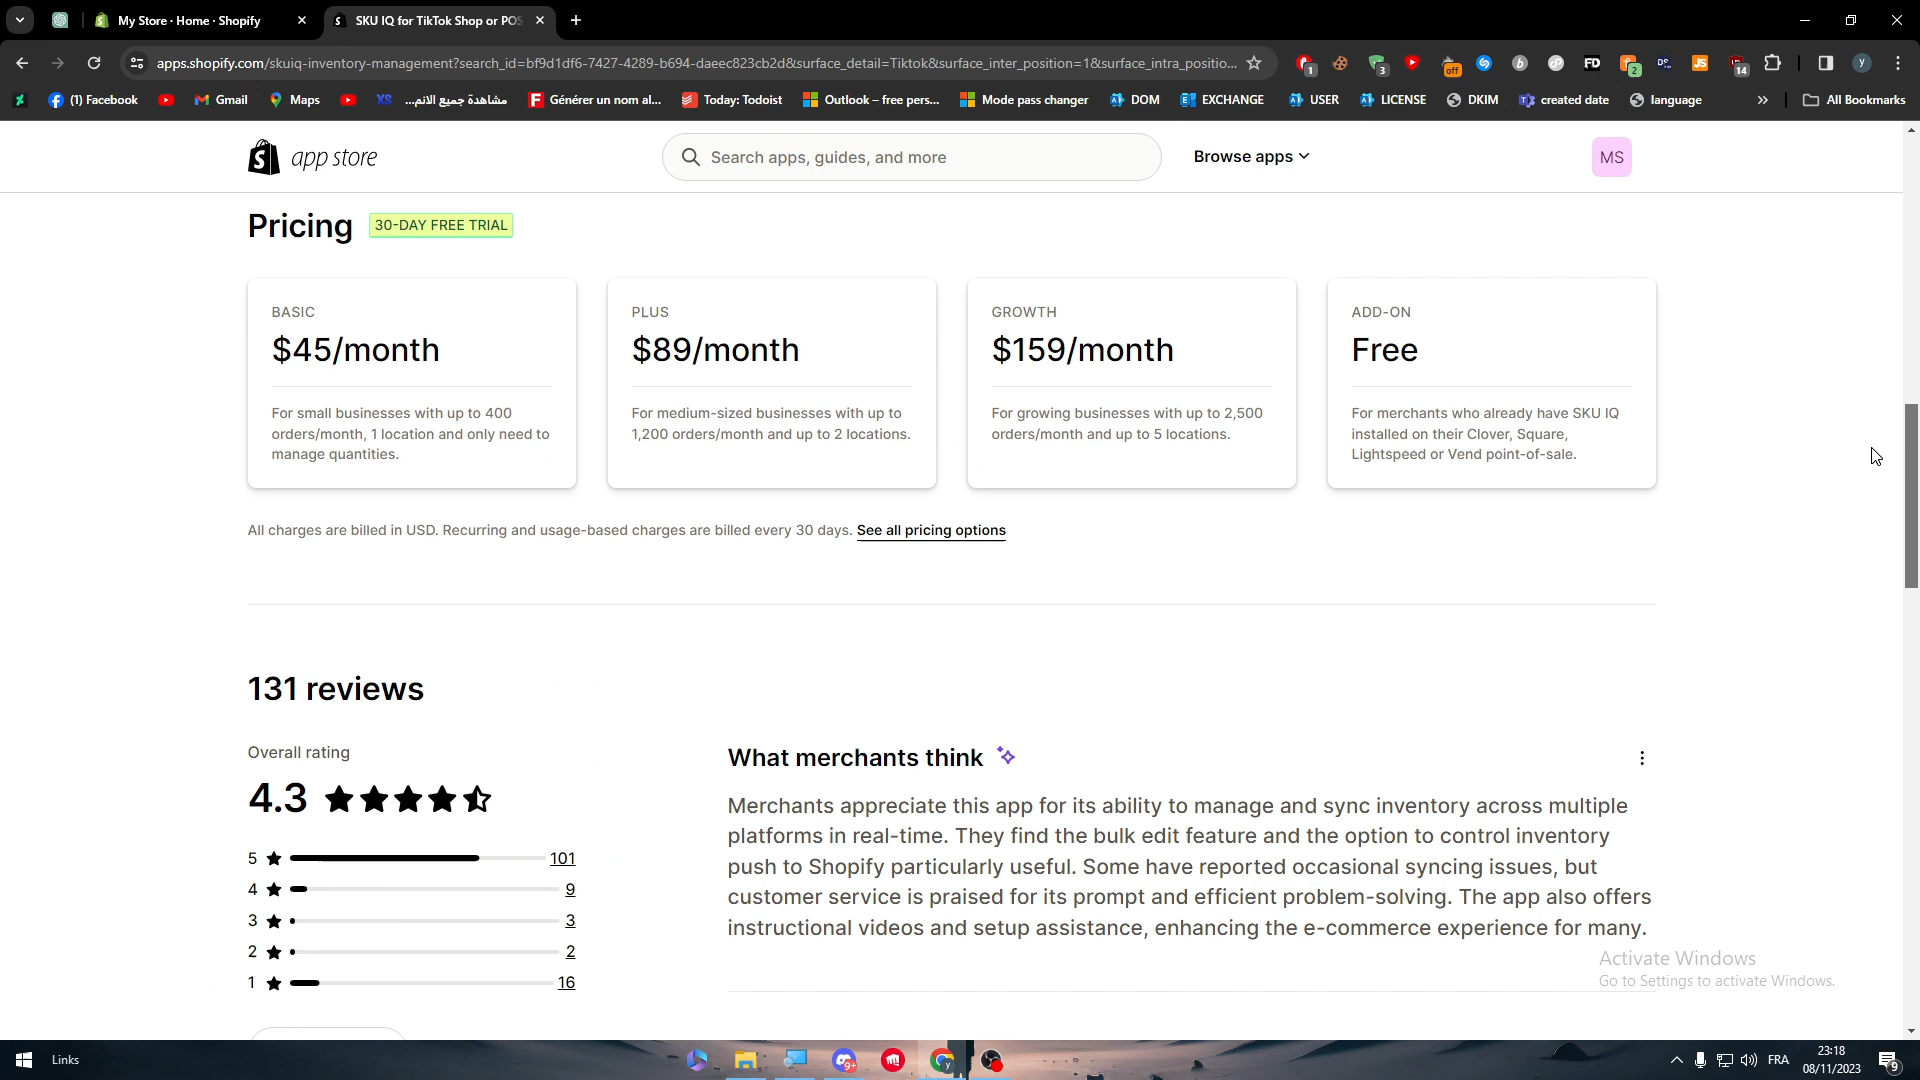 My Store · Home · Shopify
SKU IQ for TikTok Shop or POS
apps.shopify.com/skuiq-inventory-management?search_id=bf9d1df6-7427-4289-b694-daeec823cb2d&surface_detail=Tiktok&surface_inter_position=1&surface_intra_positio...
1
3
off
b
FD
2
JS
14
y
(1) Facebook
Gmail
Maps
XS
مشاهدة جميع الانم...
Générer un nom al...
Today: Todoist
Outlook – free pers...
Mode pass changer
DOM
EXCHANGE
USER
LICENSE
DKIM
created date
language
»
All Bookmarks
app store
Search apps, guides, and more
Browse apps
MS
Pricing
30-DAY FREE TRIAL
BASIC
$45/month
For small businesses with up to 400
orders/month, 1 location and only need to
manage quantities.
PLUS
$89/month
For medium-sized businesses with up to
1,200 orders/month and up to 2 locations.
GROWTH
$159/month
For growing businesses with up to 2,500
orders/month and up to 5 locations.
ADD-ON
Free
For merchants who already have SKU IQ
installed on their Clover, Square,
Lightspeed or Vend point-of-sale.
All charges are billed in USD. Recurring and usage-based charges are billed every 30 days. See all pricing options
131 reviews
Overall rating
4.3
5 101
4 9
3 3
2 2
1 16
What merchants think
Merchants appreciate this app for its ability to manage and sync inventory across multiple
platforms in real-time. They find the bulk edit feature and the option to control inventory
push to Shopify particularly useful. Some have reported occasional syncing issues, but
customer service is praised for its prompt and efficient problem-solving. The app also offers
instructional videos and setup assistance, enhancing the e-commerce experience for many.
Activate Windows
Go to Settings to activate Windows.
Links
9+
FRA
23:18
08/11/2023
9